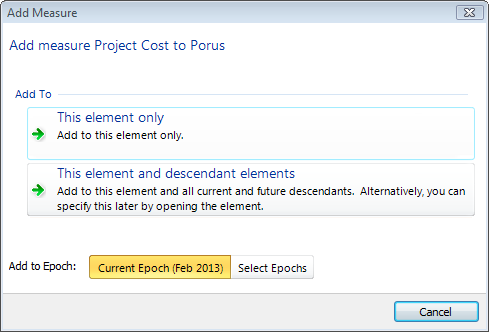 Add Measure
Add measure Project Cost to Porus
Add To
This element only
Add to this element only.
This element and descendant elements
Add to this element and all current and future descendants. Alternatively, you can
specify this later by opening the element.
Add to Epoch: Current Epoch (Feb 2013) Select Epochs
Cancel